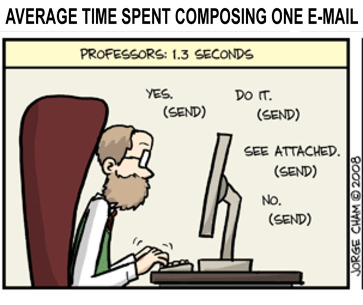 AVERAGE TIME SPENT COMPOSING ONE E-MAIL
PROFESSORS: 1.3 SECONDS
YES.
(SEND)
DO IT.
(SEND)
SEE ATTACHED.
(SEND)
NO.
(SEND)
JORGE CHAM © 2008